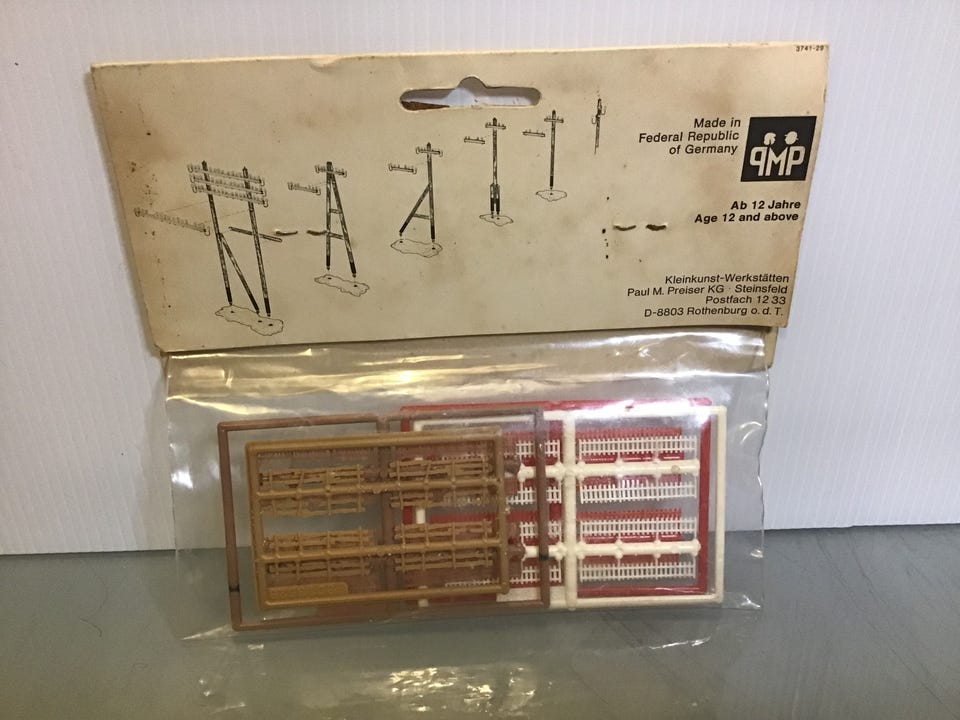 3741-29
Made in
Federal Republic
of Germany
PMP
Ab 12 Jahre
Age 12 and above
Kleinkunst-Werkstätten
Paul M. Preiser KG · Steinsfeld
Postfach 12 33
D-8803 Rothenburg o. d. T.